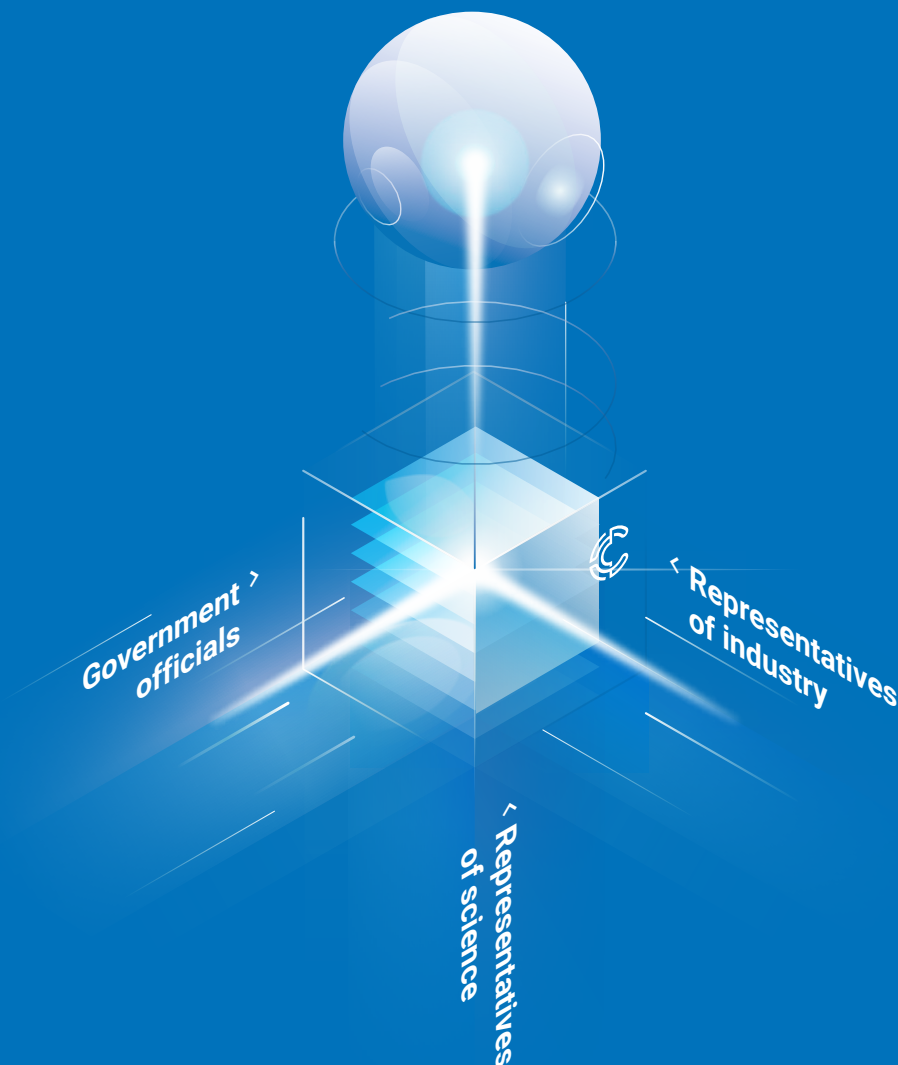 Government ›
officials
‹ Representatives
of industry
‹ Representatives
of science